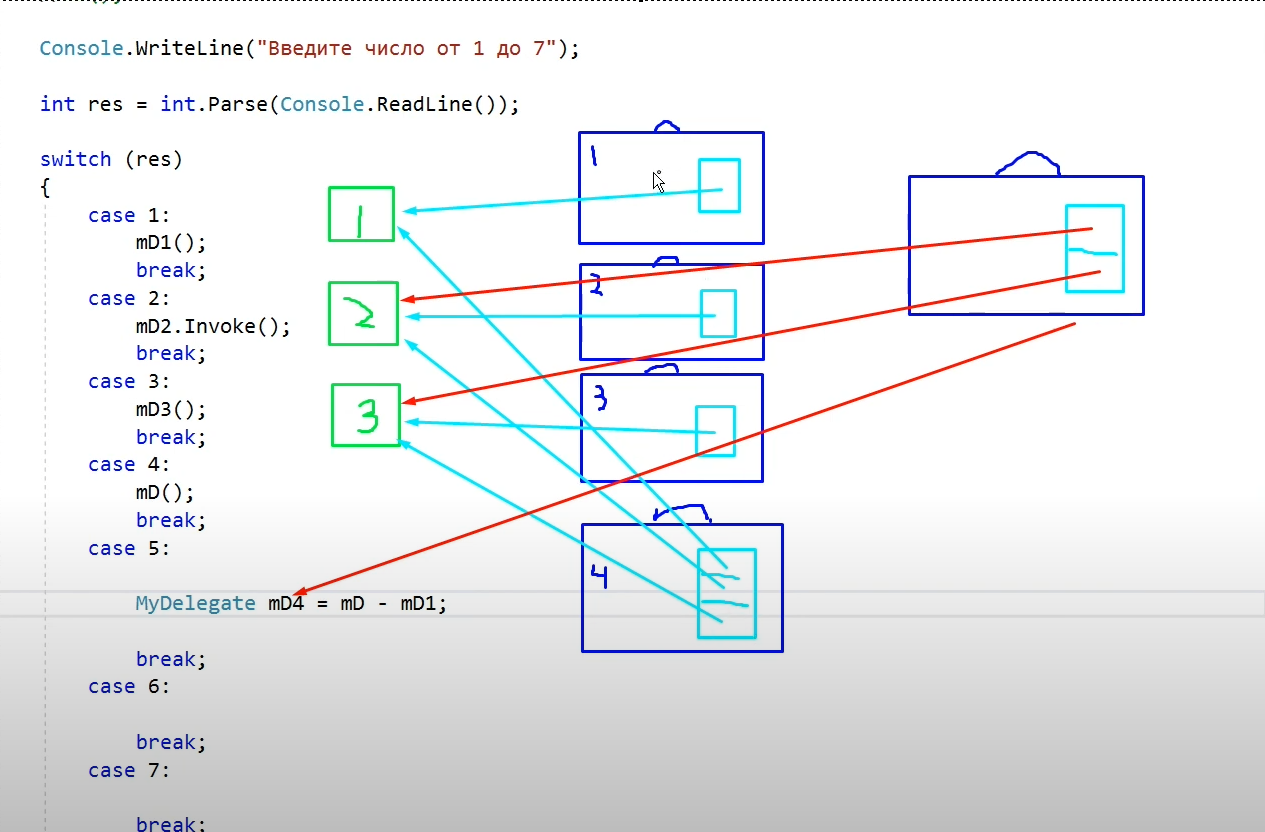 Console.WriteLine("Введите число от 1 до 7");
int res = int.Parse(Console.ReadLine());
switch (res)
{
case 1:
mD1();
break;
case 2:
mD2.Invoke();
break;
case 3:
mD3();
break;
case 4:
mD();
break;
case 5:
MyDelegate mD4 = mD - mD1;
break;
case 6:
break;
case 7:
break;
1
2
3
1
2
3
4